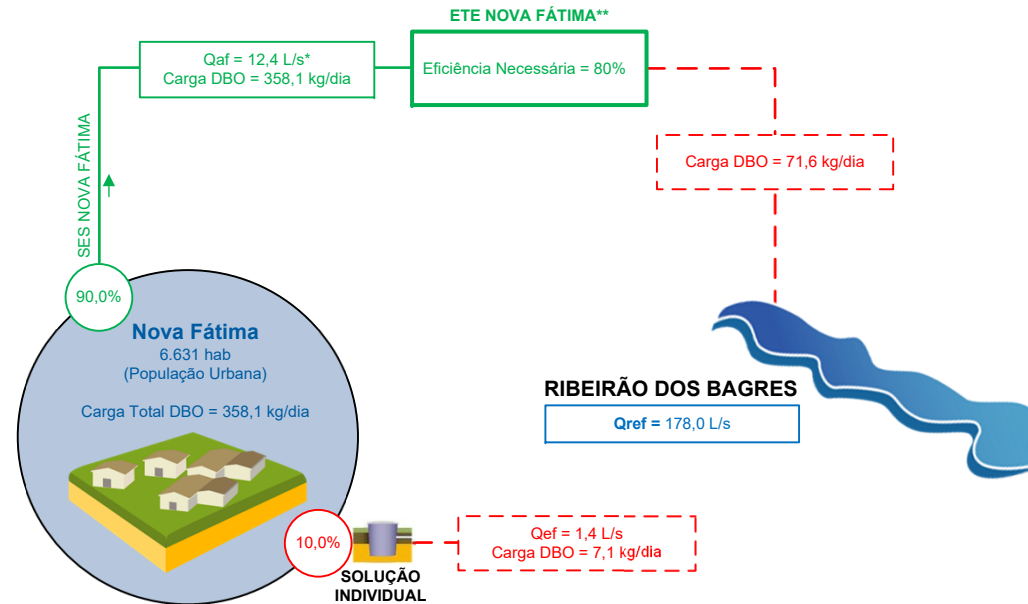 ETE NOVA FÁTIMA**
Qaf = 12,4 L/s*
Carga DBO = 358,1 kg/dia
Eficiência Necessária = 80%
SES NOVA FÁTIMA
Carga DBO = 71,6 kg/dia
90,0%
Nova Fátima
6.631 hab
(População Urbana)
Carga Total DBO = 358,1 kg/dia
RIBEIRÃO DOS BAGRES
Qref = 178,0 L/s
10,0%
SOLUÇÃO
INDIVIDUAL
Qef = 1,4 L/s
Carga DBO = 7,1 kg/dia